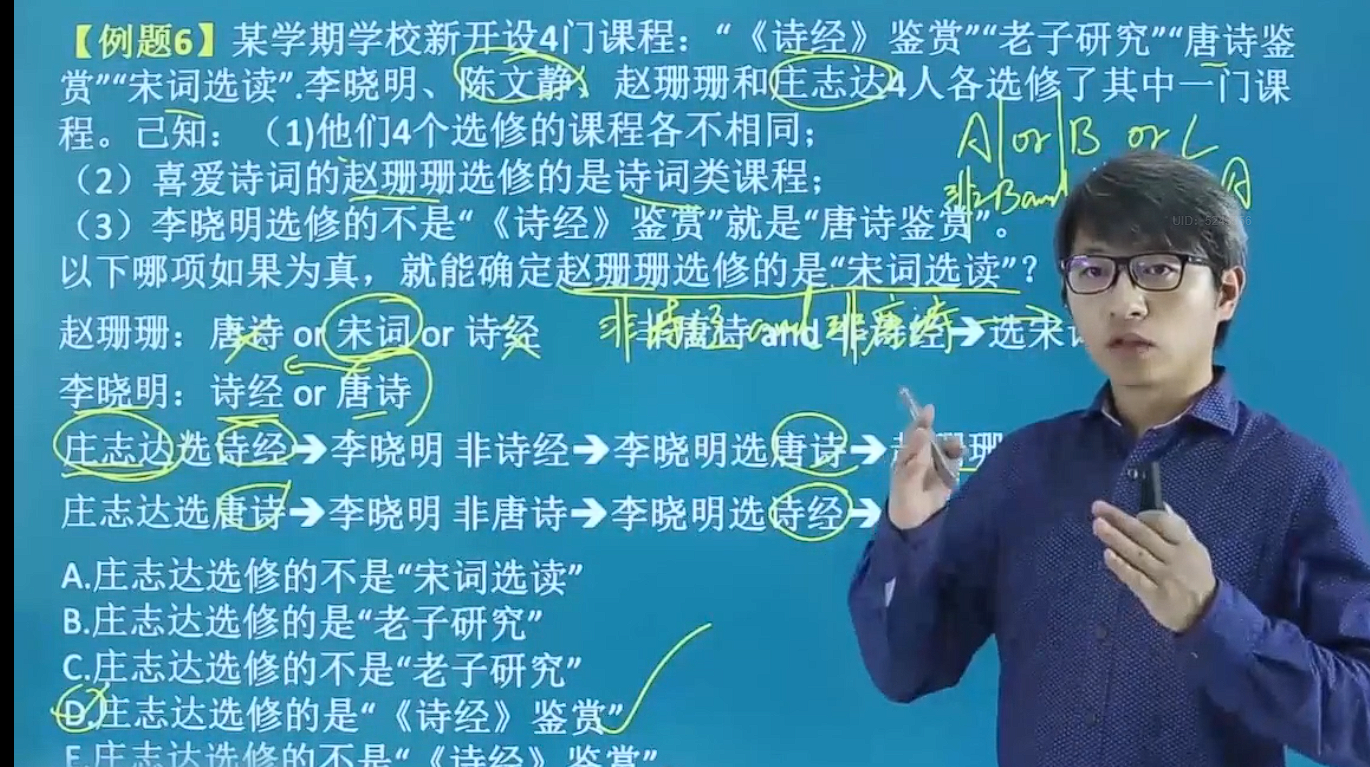 【例题6】某学期学校新开设4门课程：“《诗经》鉴赏”“老子研究”“唐诗鉴
赏”“宋词选读”.李晓明、陈文静、赵珊珊和庄志达4人各选修了其中一门课
程。己知：（1)他们4个选修的课程各不相同；
A or B or C
（2）喜爱诗词的赵珊珊选修的是诗词类课程；
非B and
A
（3）李晓明选修的不是“《诗经》鉴赏”就是“唐诗鉴赏”。
以下哪项如果为真，就能确定赵珊珊选修的是“宋词选读”？
赵珊珊：唐诗 or 宋词 or 诗经 非唐诗 and 非诗经→选宋
李晓明：诗经 or 唐诗
庄志达选诗经→李晓明 非诗经→李晓明选唐诗→赵珊珊
庄志达选唐诗→李晓明 非唐诗→李晓明选诗经→
A.庄志达选修的不是“宋词选读”
B.庄志达选修的是“老子研究”
C.庄志达选修的不是“老子研究”
D.庄志达选修的是“《诗经》鉴赏”
E.庄志达选修的不是“《诗经》鉴赏”